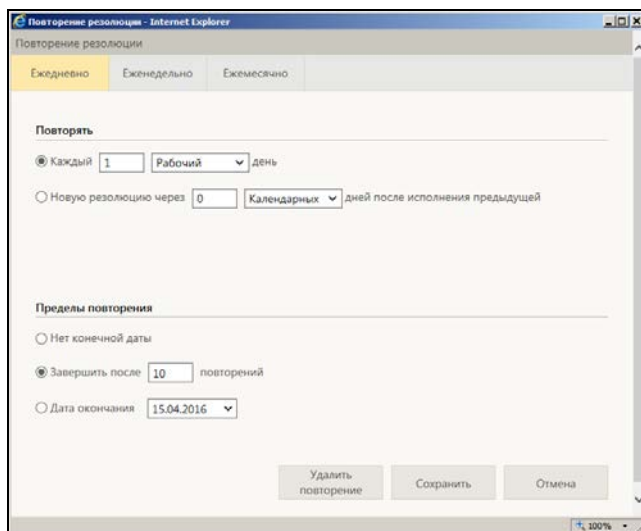 Повторение резолюции - Internet Explorer
Повторение резолюции
Ежедневно Еженедельно Ежемесячно
Повторять
Каждый 1 Рабочий день
Новую резолюцию через 0 Календарных дней после исполнения предыдущей
Пределы повторения
Нет конечной даты
Завершить после 10 повторений
Дата окончания 15.04.2016
Удалить
повторение Сохранить Отмена
100%